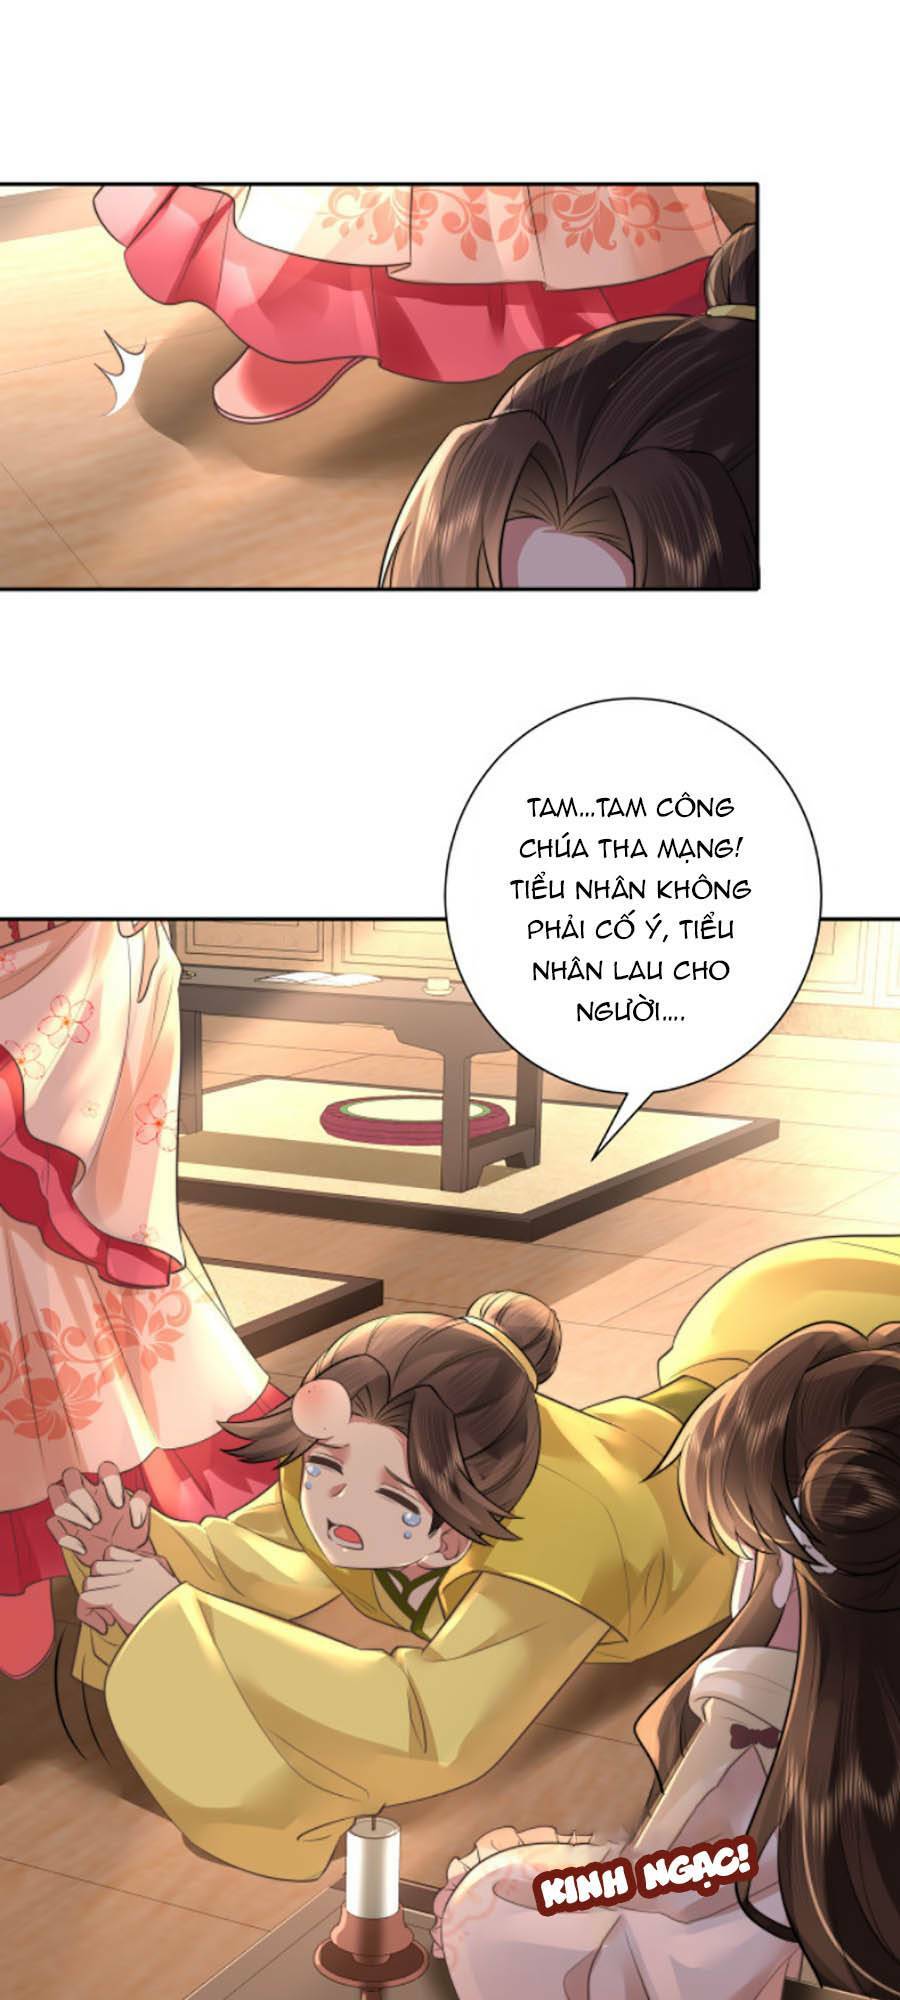 TAM...TAM CÔNG
CHÚA THA MẠNG!
TIỂU NHÂN KHÔNG
PHẢI CỐ Ý, TIỂU
NHÂN LAU CHO
NGƯỜI....
KINH NGẠC!